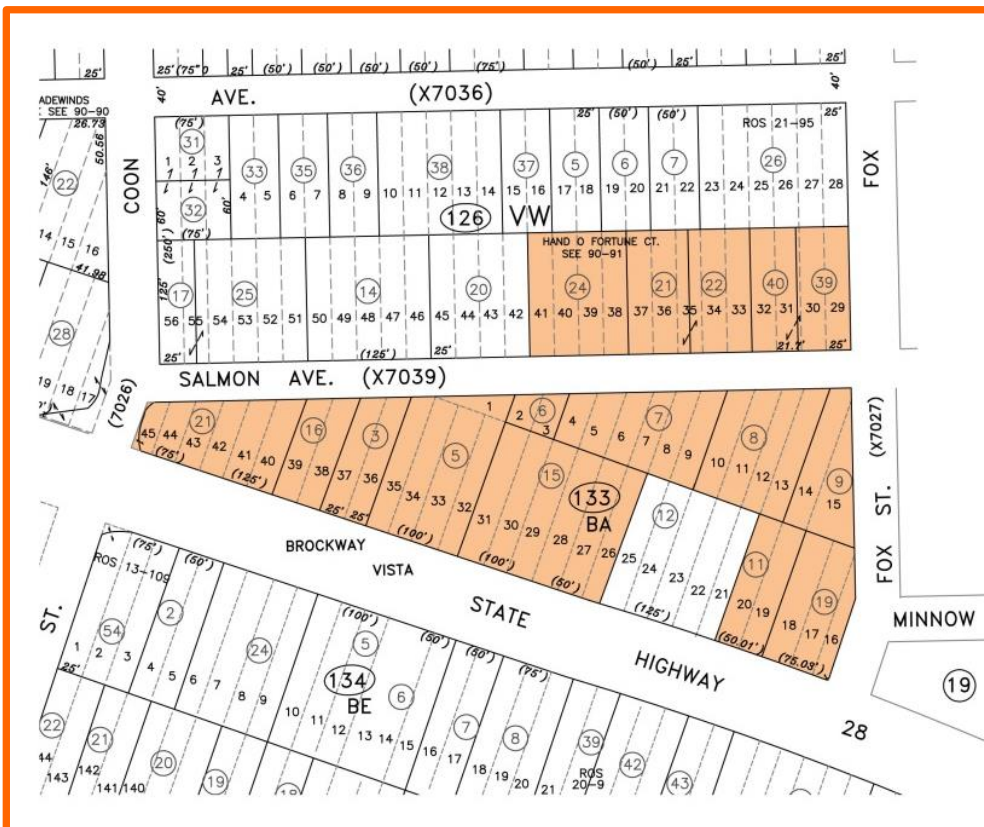 25' 25' (75') 25' (50') (50') (50') (50') (75') (50') 25' 25'
40' AVE. (X7036) 40'
ADEWINDS
SEE 90-90
26.73
50.56
146'
22
14 15 16
41.98
28
19 18 17
COON
(7026)
(75') 25' (50') (50') 25'
ROS 21-95
31
1 2 3
32
60' 60'
(75')
33 35 36 38 37 5 6 7 26
4 5 6 7 8 9 10 11 12 13 14 15 16 17 18 19 20 21 22 23 24 25 26 27 28
126 VW
FOX
(250')
125'
HAND O FORTUNE CT.
SEE 90-91
17 25 14 20 24 21 22 40 39
56 55 54 53 52 51 50 49 48 47 46 45 44 43 42 41 40 39 38 37 36 35 34 33 32 31 30 29
25' (125') 25' 21.7' 25'
SALMON AVE. (X7039)
21 16 3 5 15 6 7 8 9
45 44 43 42 41 40 39 38 37 36 35 34 33 32 31 30 29 28 27 26 25 24 23 22 21 20 19 18 17 16
1 2 3 4 5 6 7 8 9 10 11 12 13 14 15
133
BA
12 11 19
(75') (125') 25' 25' (100') (100') (50') (125') (50.01') (75.03')
FOX ST. (X7027)
MINNOW
19
BROCKWAY
VISTA
STATE
HIGHWAY
28
ST.
(75') (50') (100') (50') (50') (75')
ROS 13-109
54 2 24 5 6 7 8 39 42 43
1 2 3 4 5 6 7 8 9 10 11 12 13 14 15 16 17 18 19 20 21
134
BE
25'
ROS
20-9
22 21 20 19 18
44 143 142 141 140